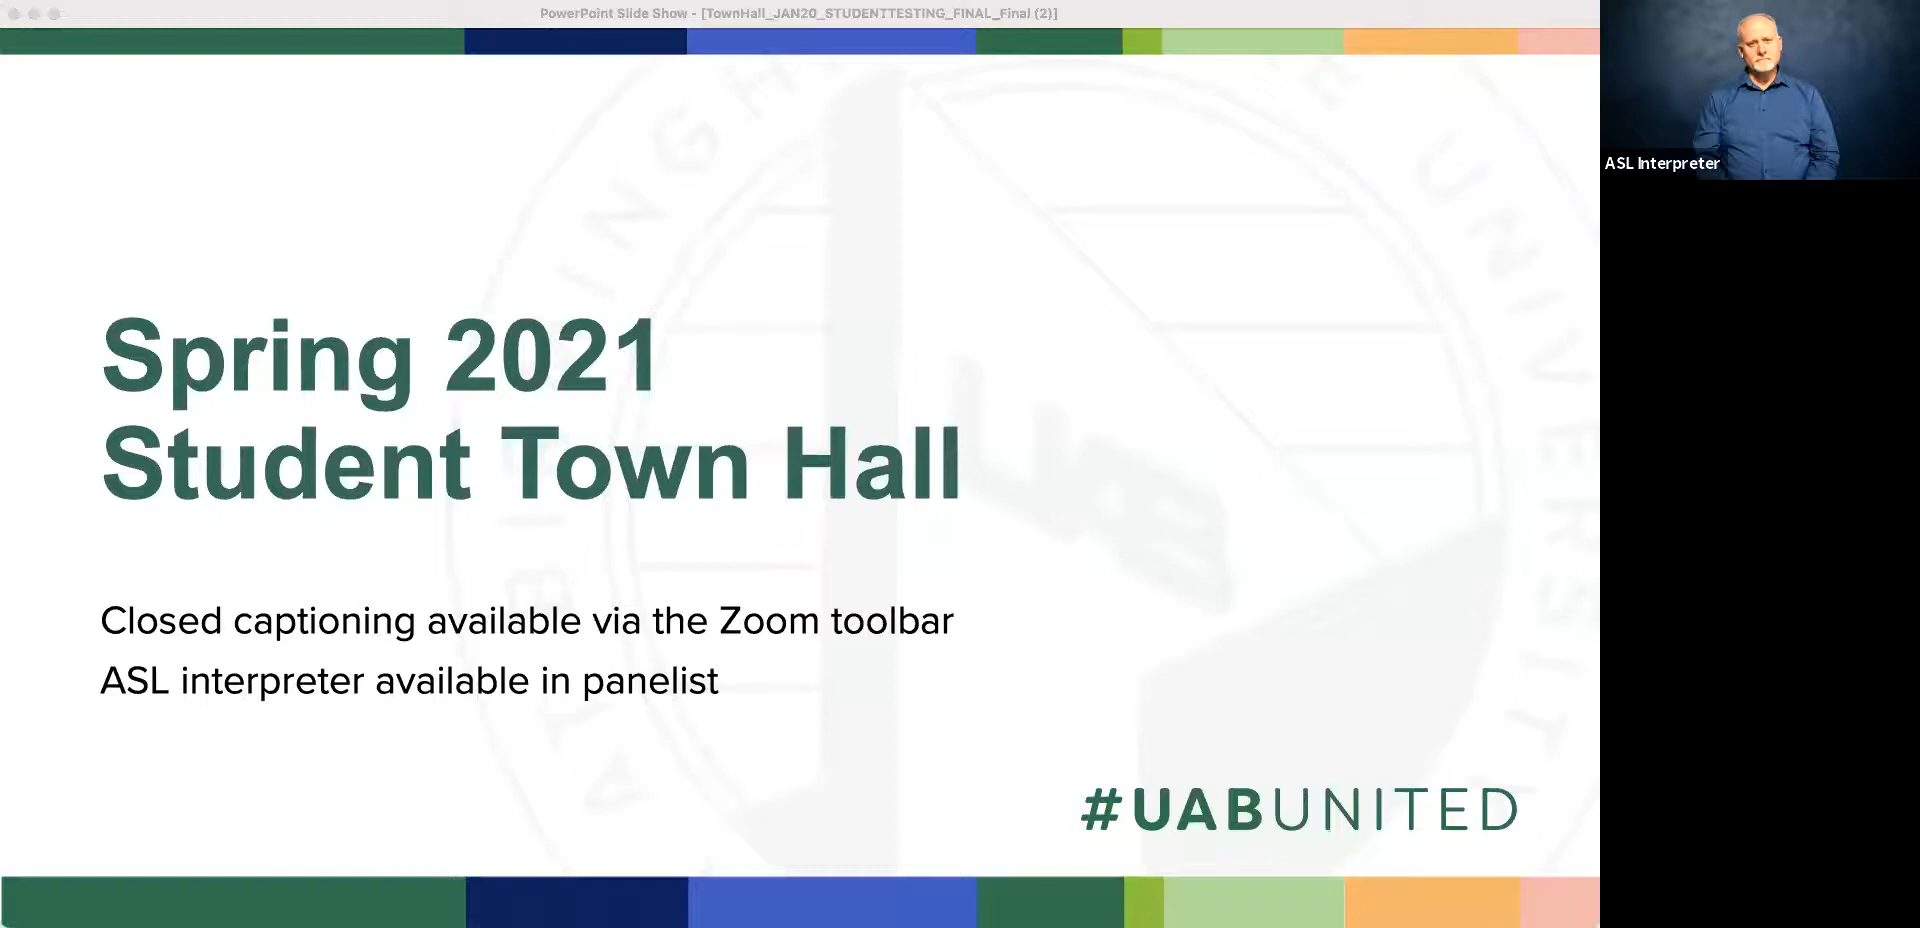 PowerPoint Slide Show - [TownHall_JAN20_STUDENTTESTING_FINAL_Final (2)]
ASL Interpreter
Spring 2021
Student Town Hall
Closed captioning available via the Zoom toolbar
ASL interpreter available in panelist
#UABUNITED